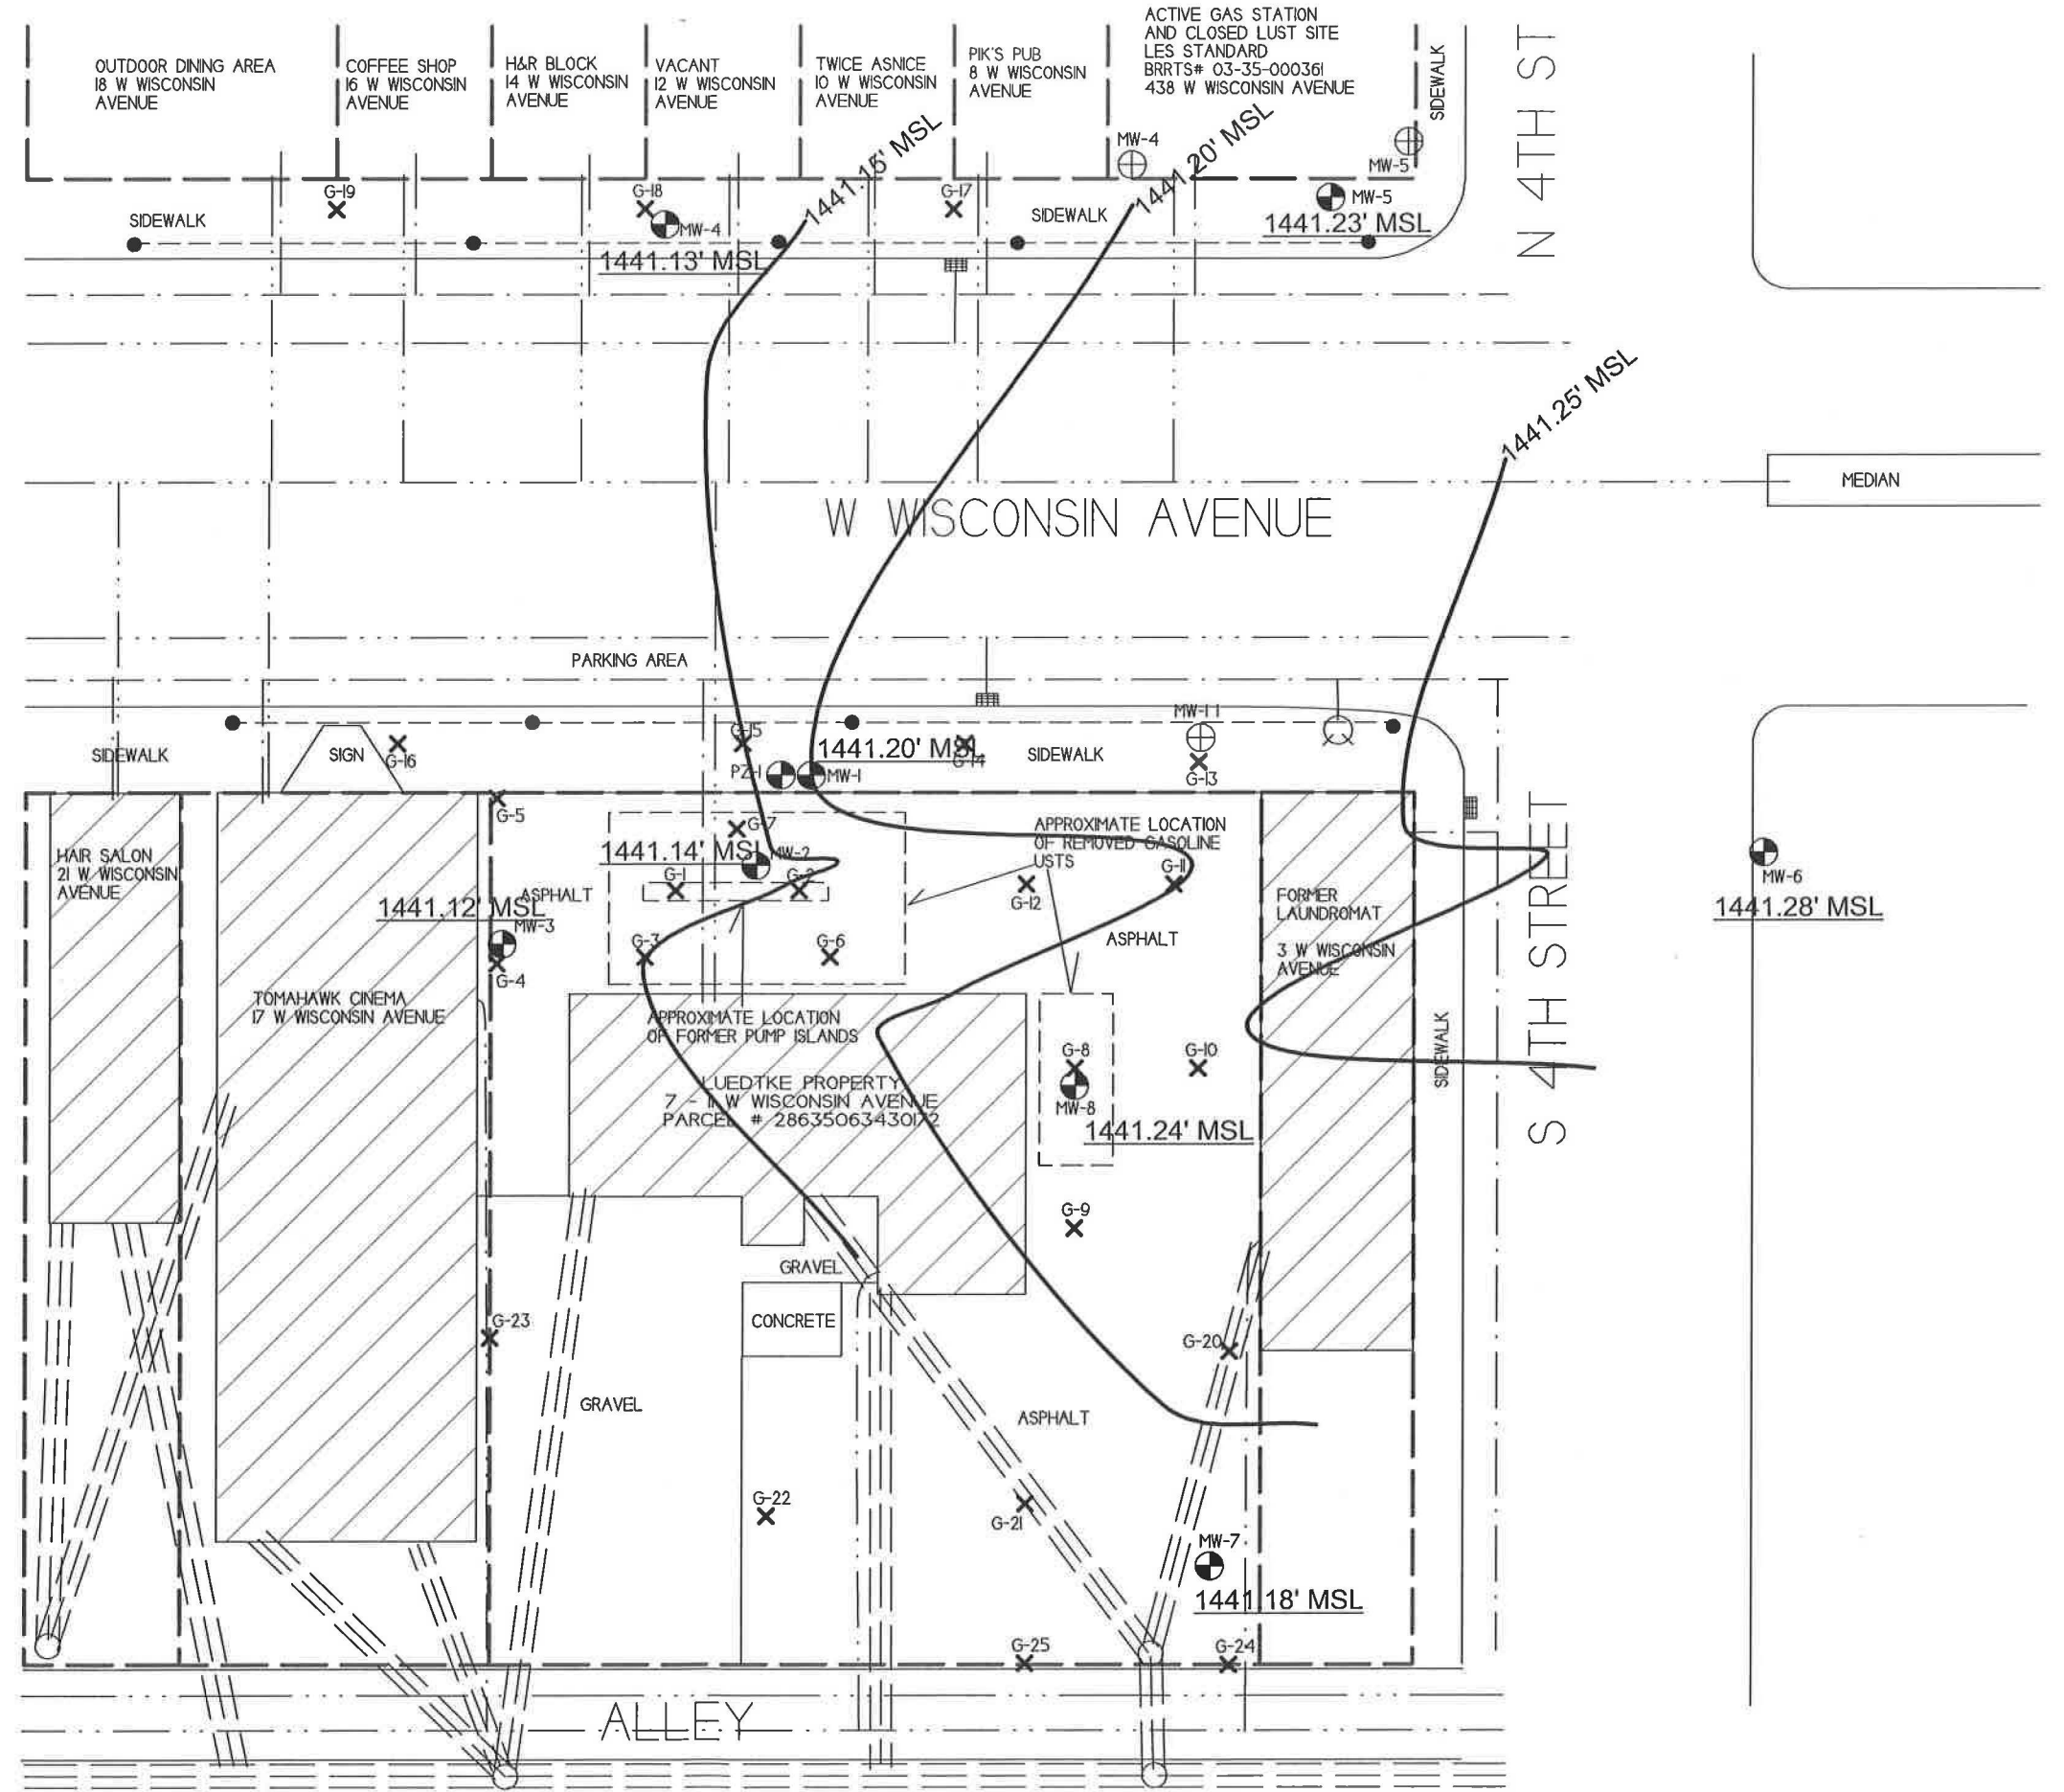 OUTDOOR DINING AREA
18 W WISCONSIN
AVENUE
COFFEE SHOP
16 W WISCONSIN
AVENUE
H&R BLOCK
14 W WISCONSIN
AVENUE
VACANT
12 W WISCONSIN
AVENUE
TWICE ASNICE
10 W WISCONSIN
AVENUE
PIK'S PUB
8 W WISCONSIN
AVENUE
ACTIVE GAS STATION
AND CLOSED LUST SITE
LES STANDARD
BRRTS# 03-35-000361
438 W WISCONSIN AVENUE
SIDEWALK
N 4TH ST
1441.15' MSL
1441.20' MSL
MW-4
MW-5
G-19
G-18
G-17
MW-5
SIDEWALK
MW-4
SIDEWALK
1441.23' MSL
1441.13' MSL
1441.25' MSL
MEDIAN
W WISCONSIN AVENUE
PARKING AREA
MW-11
SIDEWALK
SIGN
G-16
G-15
1441.20' MSL
G-14
SIDEWALK
G-13
PZ-1
MW-1
G-5
G-7
APPROXIMATE LOCATION
OF REMOVED GASOLINE
USTS
HAIR SALON
21 W WISCONSIN
AVENUE
1441.14' MSL
MW-2
G-1
G-2
G-11
G-12
MW-6
1441.28' MSL
ASPHALT
1441.12' MSL
MW-3
G-4
G-3
G-6
ASPHALT
FORMER
LAUNDROMAT
3 W WISCONSIN
AVENUE
S 4TH STREET
TOMAHAWK CINEMA
17 W WISCONSIN AVENUE
APPROXIMATE LOCATION
OF FORMER PUMP ISLANDS
G-8
G-10
SIDEWALK
LUEDTKE PROPERTY
7 - 11 W WISCONSIN AVENUE
PARCEL # 28635063430172
MW-8
1441.24' MSL
G-9
GRAVEL
CONCRETE
G-23
G-20
GRAVEL
ASPHALT
G-22
G-21
MW-7
1441.18' MSL
G-25
G-24
ALLEY